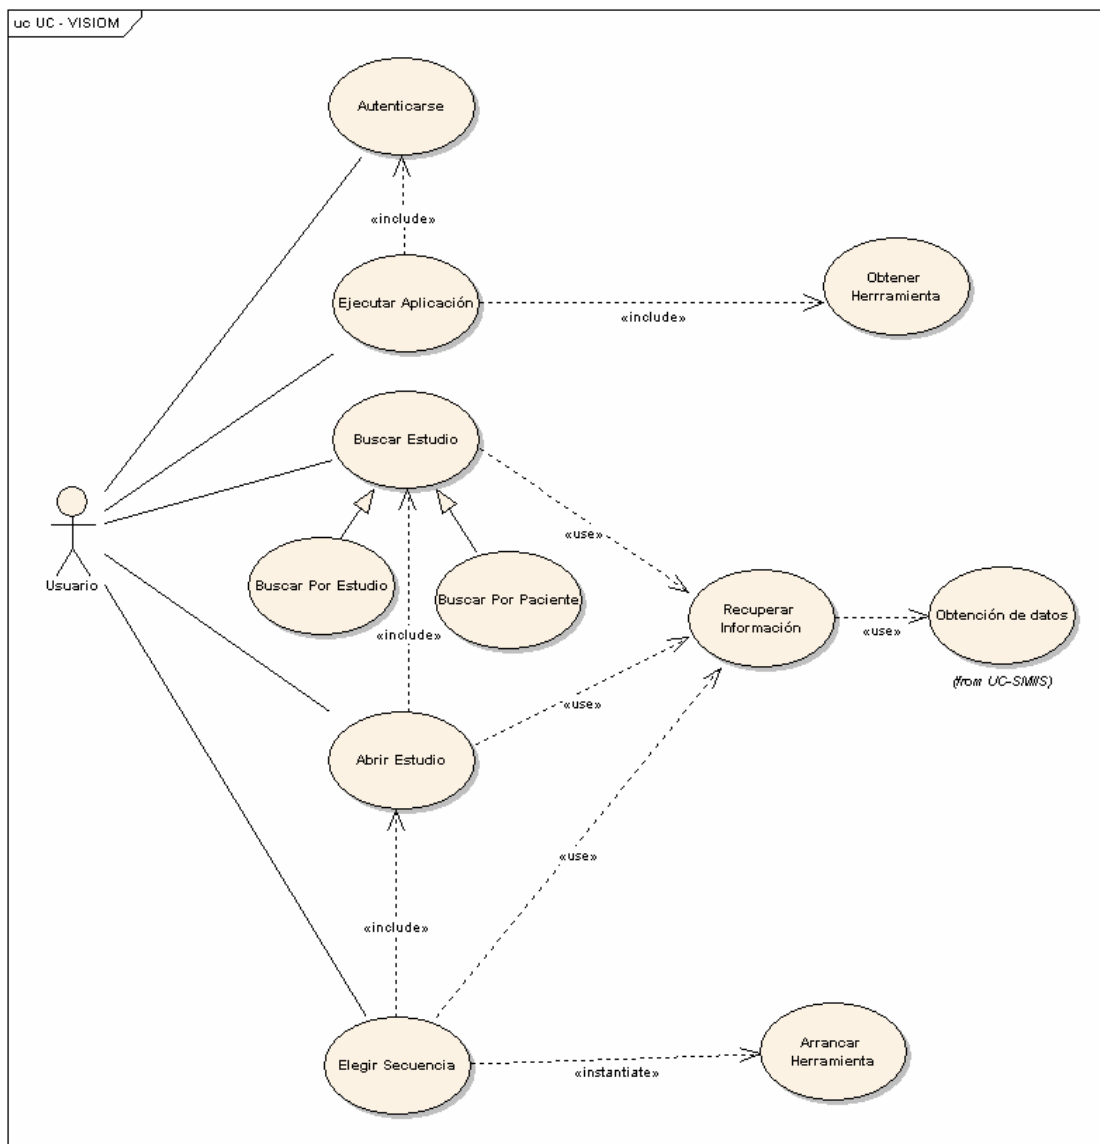 uc UC - VISIOM
Autenticarse
«include»
Ejecutar Aplicación
«include»
Obtener
Herrramienta
Buscar Estudio
«use»
Usuario
Buscar Por Estudio
Buscar Por Paciente
«include»
Recuperar
Información
«use»
Obtención de datos
(from UC-SMIIS)
«use»
Abrir Estudio
«use»
«include»
Elegir Secuencia
«instantiate»
Arrancar
Herramienta